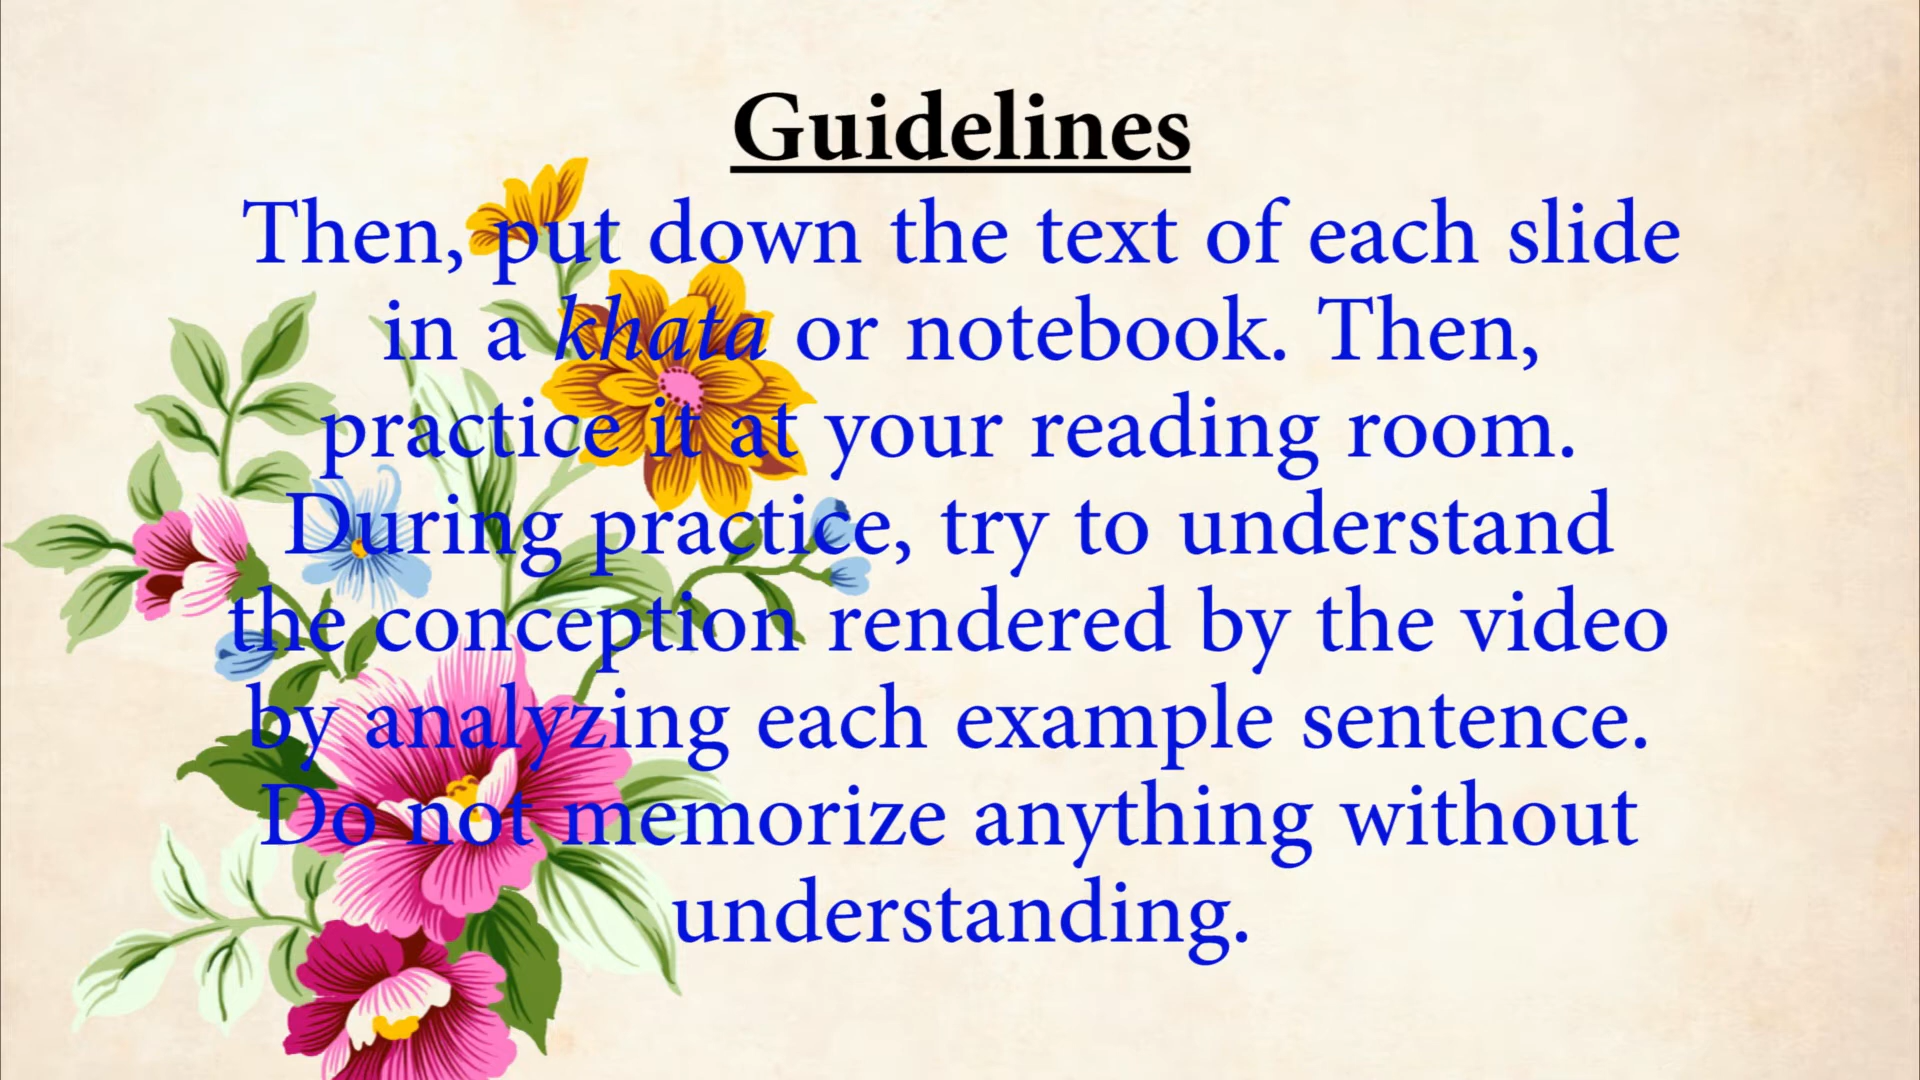 Guidelines
Then, put down the text of each slide
in a khata or notebook. Then,
practice it at your reading room.
During practice, try to understand
the conception rendered by the video
by analyzing each example sentence.
Do not memorize anything without
understanding.